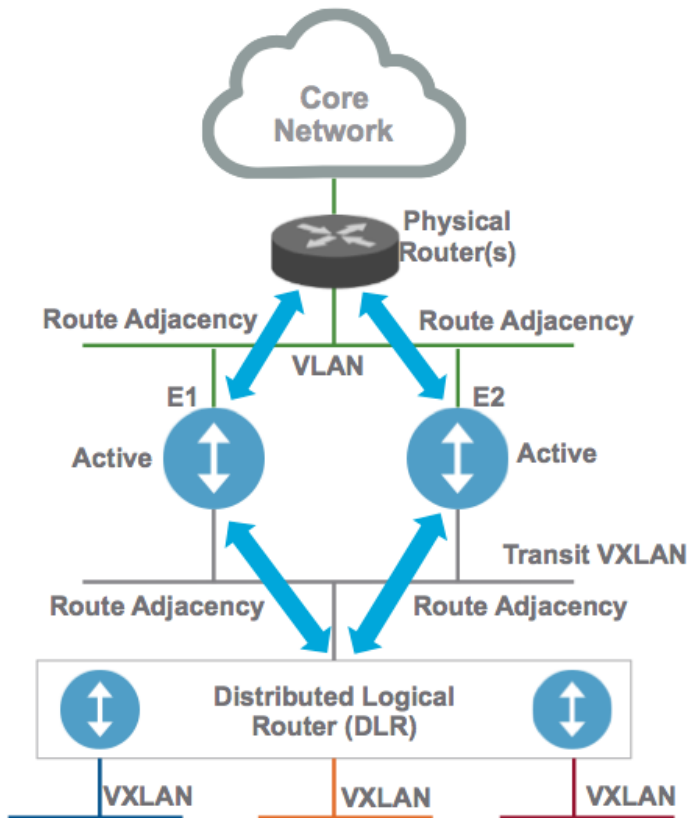 Core
Network
Physical
Router(s)
Route Adjacency
Route Adjacency
VLAN
E1
E2
Active
Active
Transit VXLAN
Route Adjacency
Route Adjacency
Distributed Logical
Router (DLR)
VXLAN
VXLAN
VXLAN